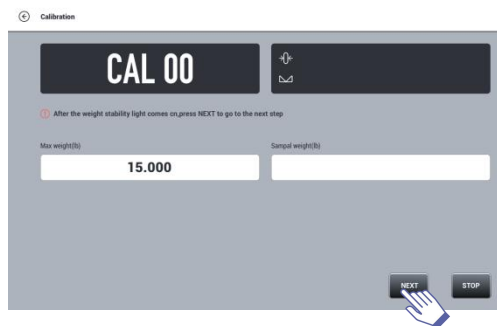 Calibration
CAL 00
→0←
After the weight stability light comes on,press NEXT to go to the next step
Max weight(lb)
Sampal weight(lb)
15.000
NEXT
STOP